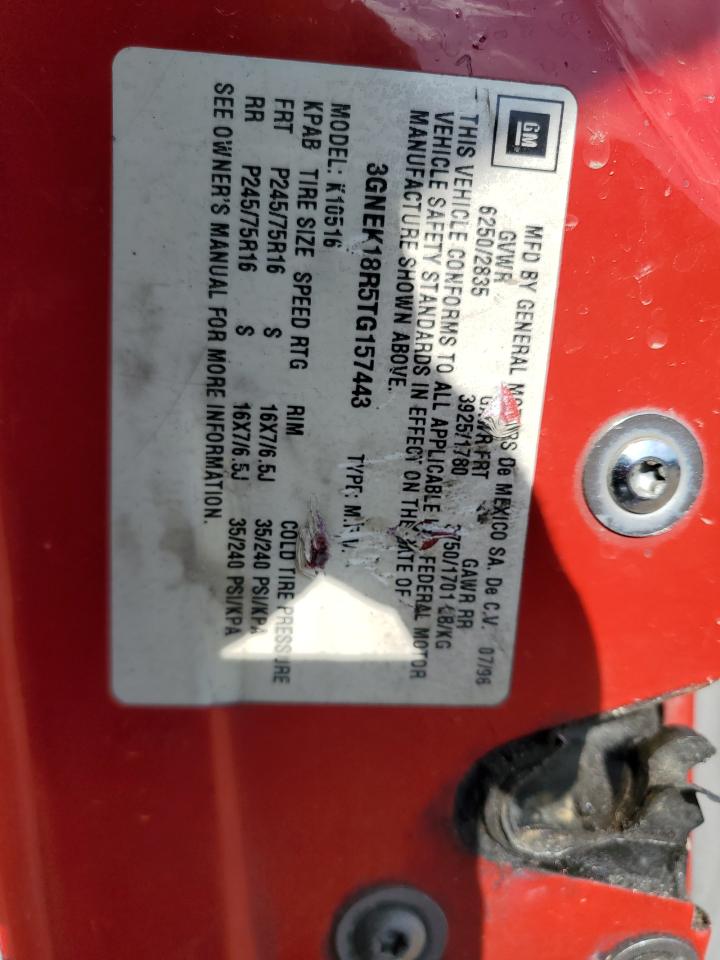 GM
MFD BY GENERAL MOTORS De MEXICO SA. De C.V. 07/96
GVWR GAWR FRT GAWR RR
6250/2835 3925/1780 3750/1701 LB/KG
THIS VEHICLE CONFORMS TO ALL APPLICABLE FEDERAL MOTOR
VEHICLE SAFETY STANDARDS IN EFFECT ON THE DATE OF
MANUFACTURE SHOWN ABOVE.
3GNEK18R5TG157443 TYPE: M.P.V.
MODEL: K10516
KPAB TIRE SIZE SPEED RTG RIM COLD TIRE PRESSURE
FRT P245/75R16 S 16X7/6.5J 35/240 PSI/KPA
RR P245/75R16 S 16X7/6.5J 35/240 PSI/KPA
SEE OWNER'S MANUAL FOR MORE INFORMATION.